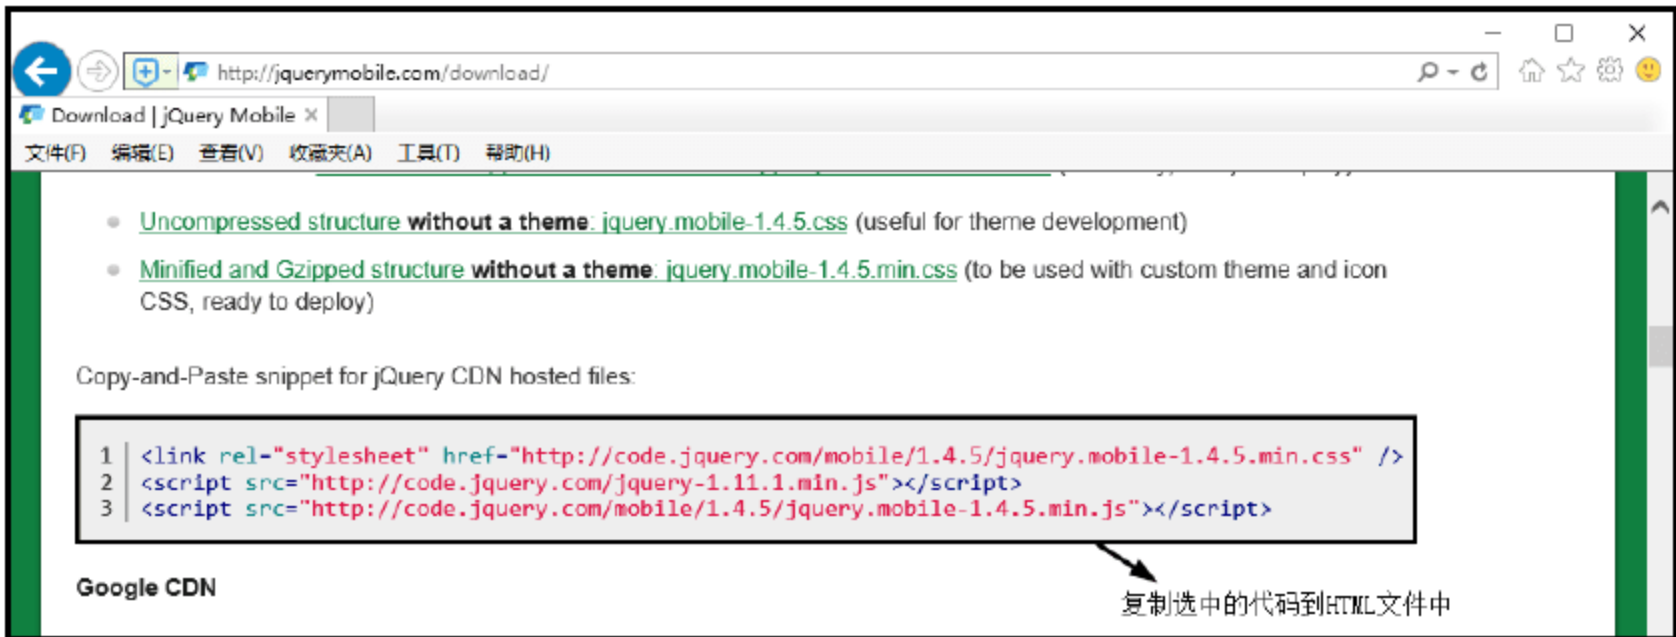 http://jquerymobile.com/download/
Download | jQuery Mobile
文件(F) 编辑(E) 查看(V) 收藏夹(A) 工具(T) 帮助(H)
Uncompressed structure without a theme: jquery.mobile-1.4.5.css (useful for theme development)
Minified and Gzipped structure without a theme: jquery.mobile-1.4.5.min.css (to be used with custom theme and icon
CSS, ready to deploy)
Copy-and-Paste snippet for jQuery CDN hosted files:
1 <link rel="stylesheet" href="http://code.jquery.com/mobile/1.4.5/jquery.mobile-1.4.5.min.css" />
2 <script src="http://code.jquery.com/jquery-1.11.1.min.js"></script>
3 <script src="http://code.jquery.com/mobile/1.4.5/jquery.mobile-1.4.5.min.js"></script>
Google CDN
复制选中的代码到HTML文件中